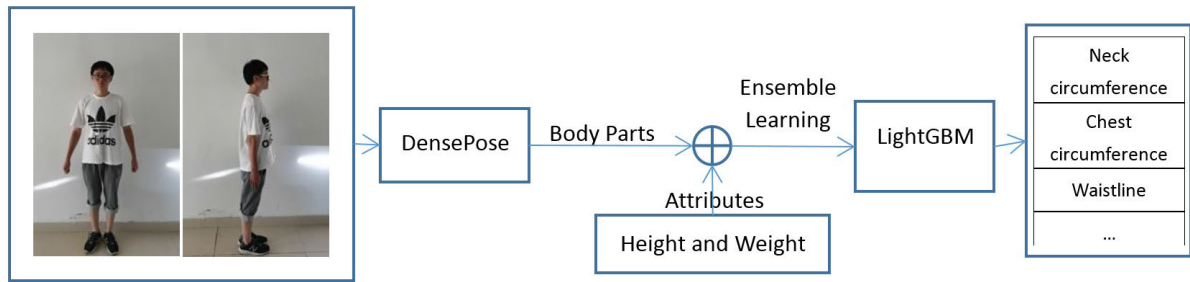 adidas
adidas
DensePose
Body Parts
Ensemble
Learning
Attributes
Height and Weight
LightGBM
Neck
circumference
Chest
circumference
Waistline
...